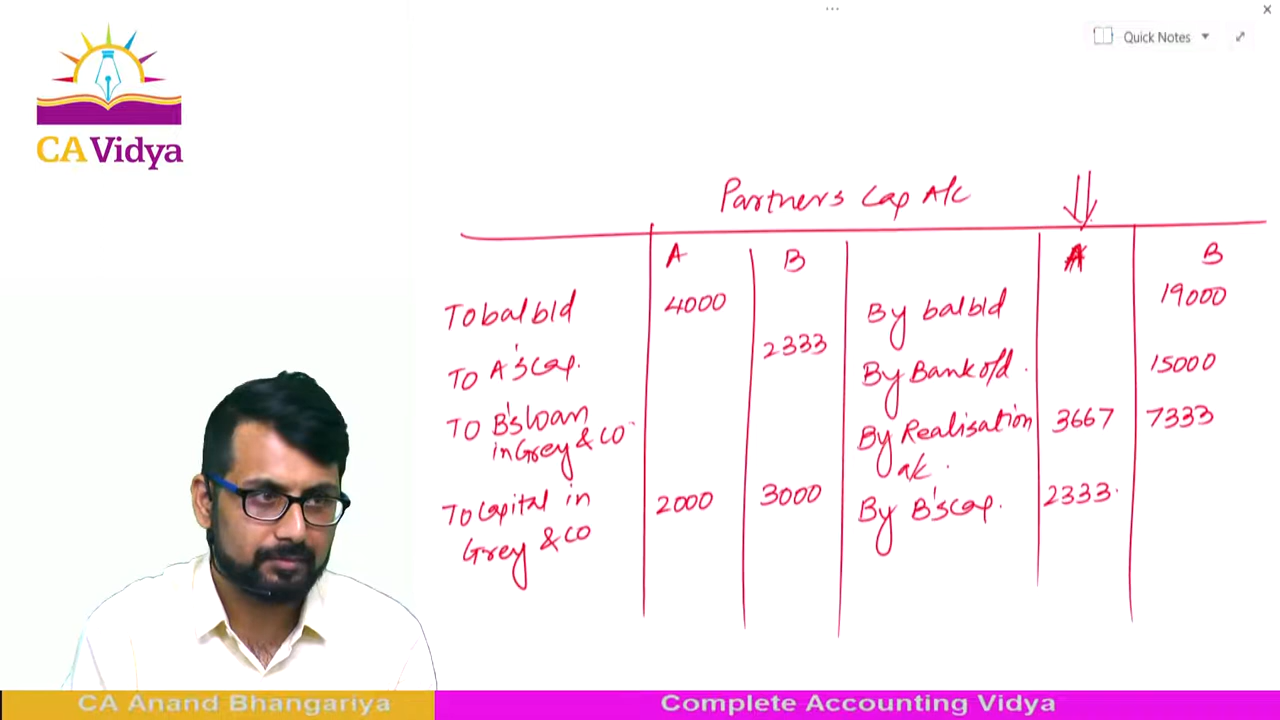 Quick Notes
CA Vidya
Partners Cap A/c
A B A B
To bal b/d 4000 By bal b/d 19000
To A's Cap. 2333 By Bank o/d. 15000
To B's loan in Grey & Co By Realisation a/c. 3667 7333
To Capital in Grey & Co 2000 3000 By B's Cap. 2333.
CA Anand Bhangariya
Complete Accounting Vidya